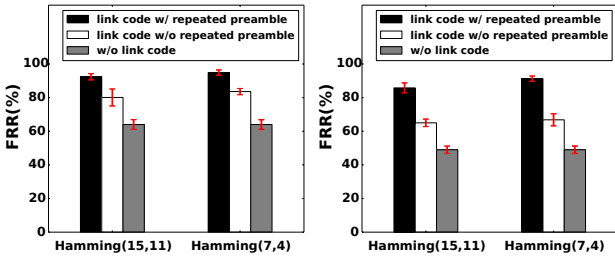 link code w/ repeated preamble
link code w/o repeated preamble
w/o link code
FRR(%)
100
80
60
40
20
0
Hamming(15,11) Hamming(7,4)
link code w/ repeated preamble
link code w/o repeated preamble
w/o link code
FRR(%)
100
80
60
40
20
0
Hamming(15,11) Hamming(7,4)